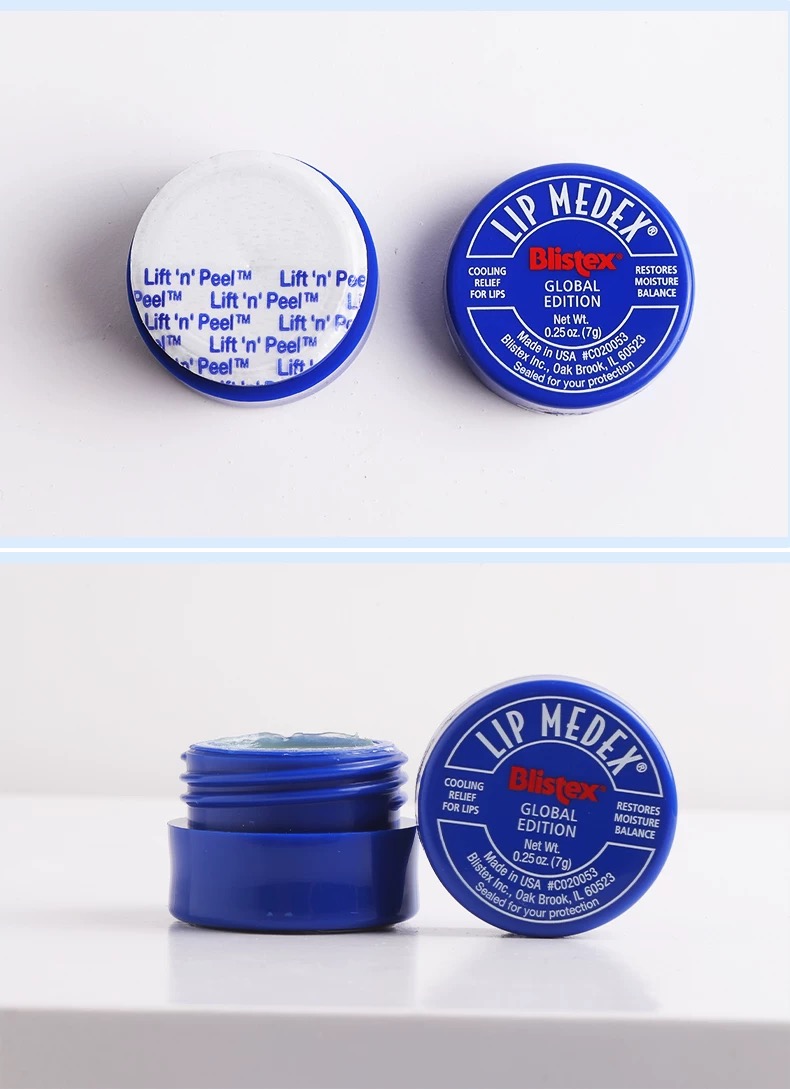 Lift 'n' Peel™ Lift 'n' Pee
Peel™ Lift 'n' Peel™ Li
Lift 'n' Peel™ Lift 'n' P
Lift 'n' Peel™
'n' Peel™ Lift '
LIP MEDEX®
Blistex®
COOLING
RELIEF
FOR LIPS
GLOBAL
EDITION
RESTORES
MOISTURE
BALANCE
Net Wt.
0.25 oz. (7g)
Made in USA #C020053
Blistex Inc., Oak Brook, IL 60523
Sealed for your protection
LIP MEDEX®
Blistex®
COOLING
RELIEF
FOR LIPS
GLOBAL
EDITION
RESTORES
MOISTURE
BALANCE
Net Wt.
0.25 oz. (7g)
Made in USA #C020053
Blistex Inc., Oak Brook, IL 60523
Sealed for your protection